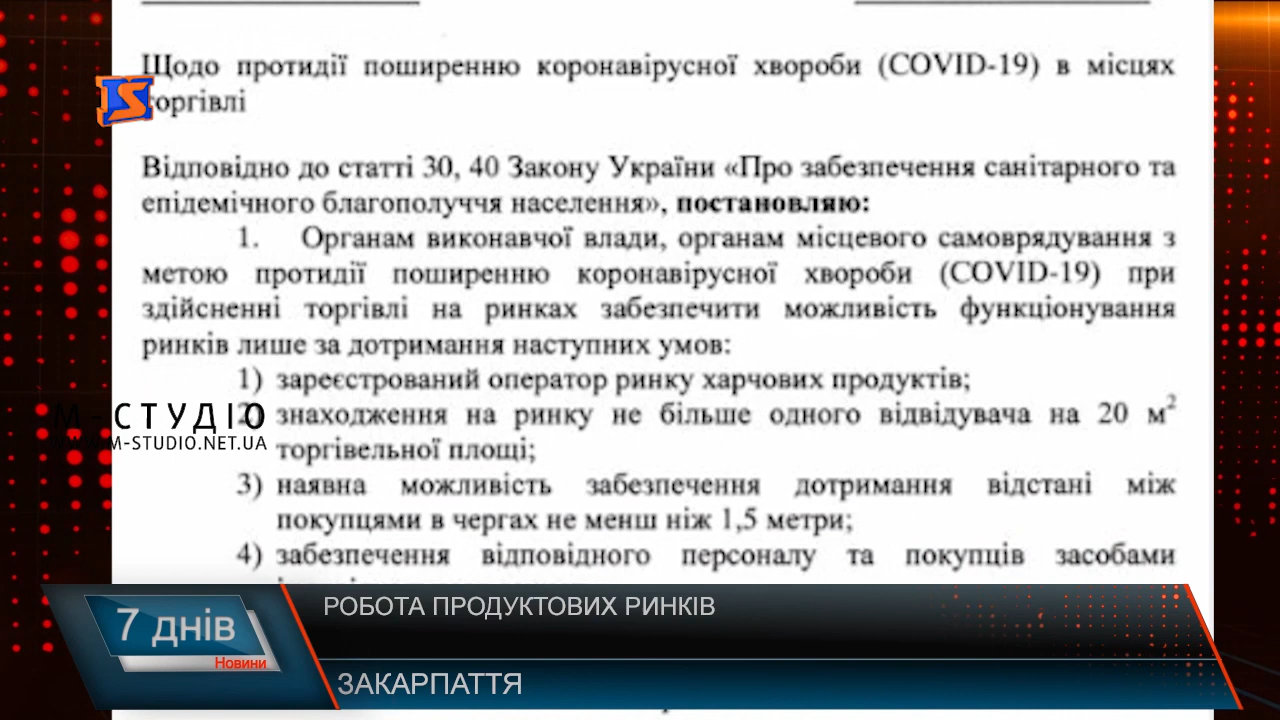 Щодо протидії поширенню коронавірусної хвороби (COVID-19) в місцях
торгівлі
Відповідно до статті 30, 40 Закону України «Про забезпечення санітарного та
епідемічного благополуччя населення», постановляю:
1. Органам виконавчої влади, органам місцевого самоврядування з
метою протидії поширенню коронавірусної хвороби (COVID-19) при
здійсненні торгівлі на ринках забезпечити можливість функціонування
ринків лише за дотримання наступних умов:
1) зареєстрований оператор ринку харчових продуктів;
2) знаходження на ринку не більше одного відвідувача на 20 м²
торгівельної площі;
3) наявна можливість забезпечення дотримання відстані між
покупцями в чергах не менш ніж 1,5 метри;
4) забезпечення відповідного персоналу та покупців засобами
М-СТУДІО
WWW.M-STUDIO.NET.UA
7 днів
Новини
РОБОТА ПРОДУКТОВИХ РИНКІВ
ЗАКАРПАТТЯ